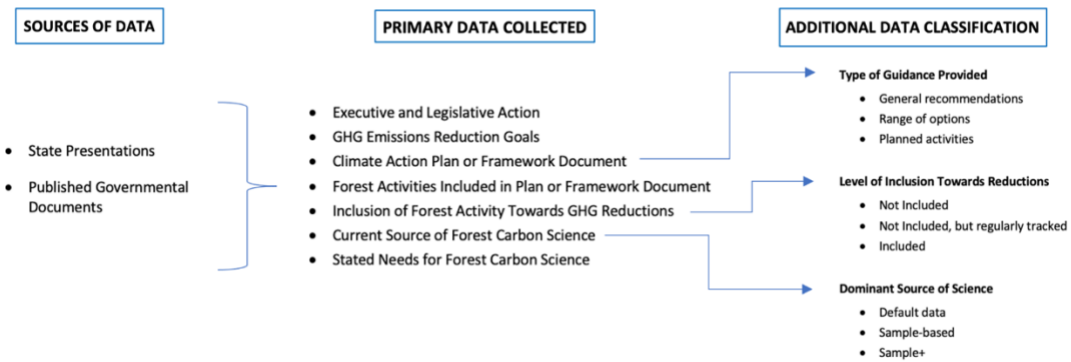 SOURCES OF DATA
• State Presentations
• Published Governmental
Documents
PRIMARY DATA COLLECTED
• Executive and Legislative Action
• GHG Emissions Reduction Goals
• Climate Action Plan or Framework Document
• Forest Activities Included in Plan or Framework Document
• Inclusion of Forest Activity Towards GHG Reductions
• Current Source of Forest Carbon Science
• Stated Needs for Forest Carbon Science
ADDITIONAL DATA CLASSIFICATION
Type of Guidance Provided
• General recommendations
• Range of options
• Planned activities
Level of Inclusion Towards Reductions
• Not Included
• Not Included, but regularly tracked
• Included
Dominant Source of Science
• Default data
• Sample-based
• Sample+